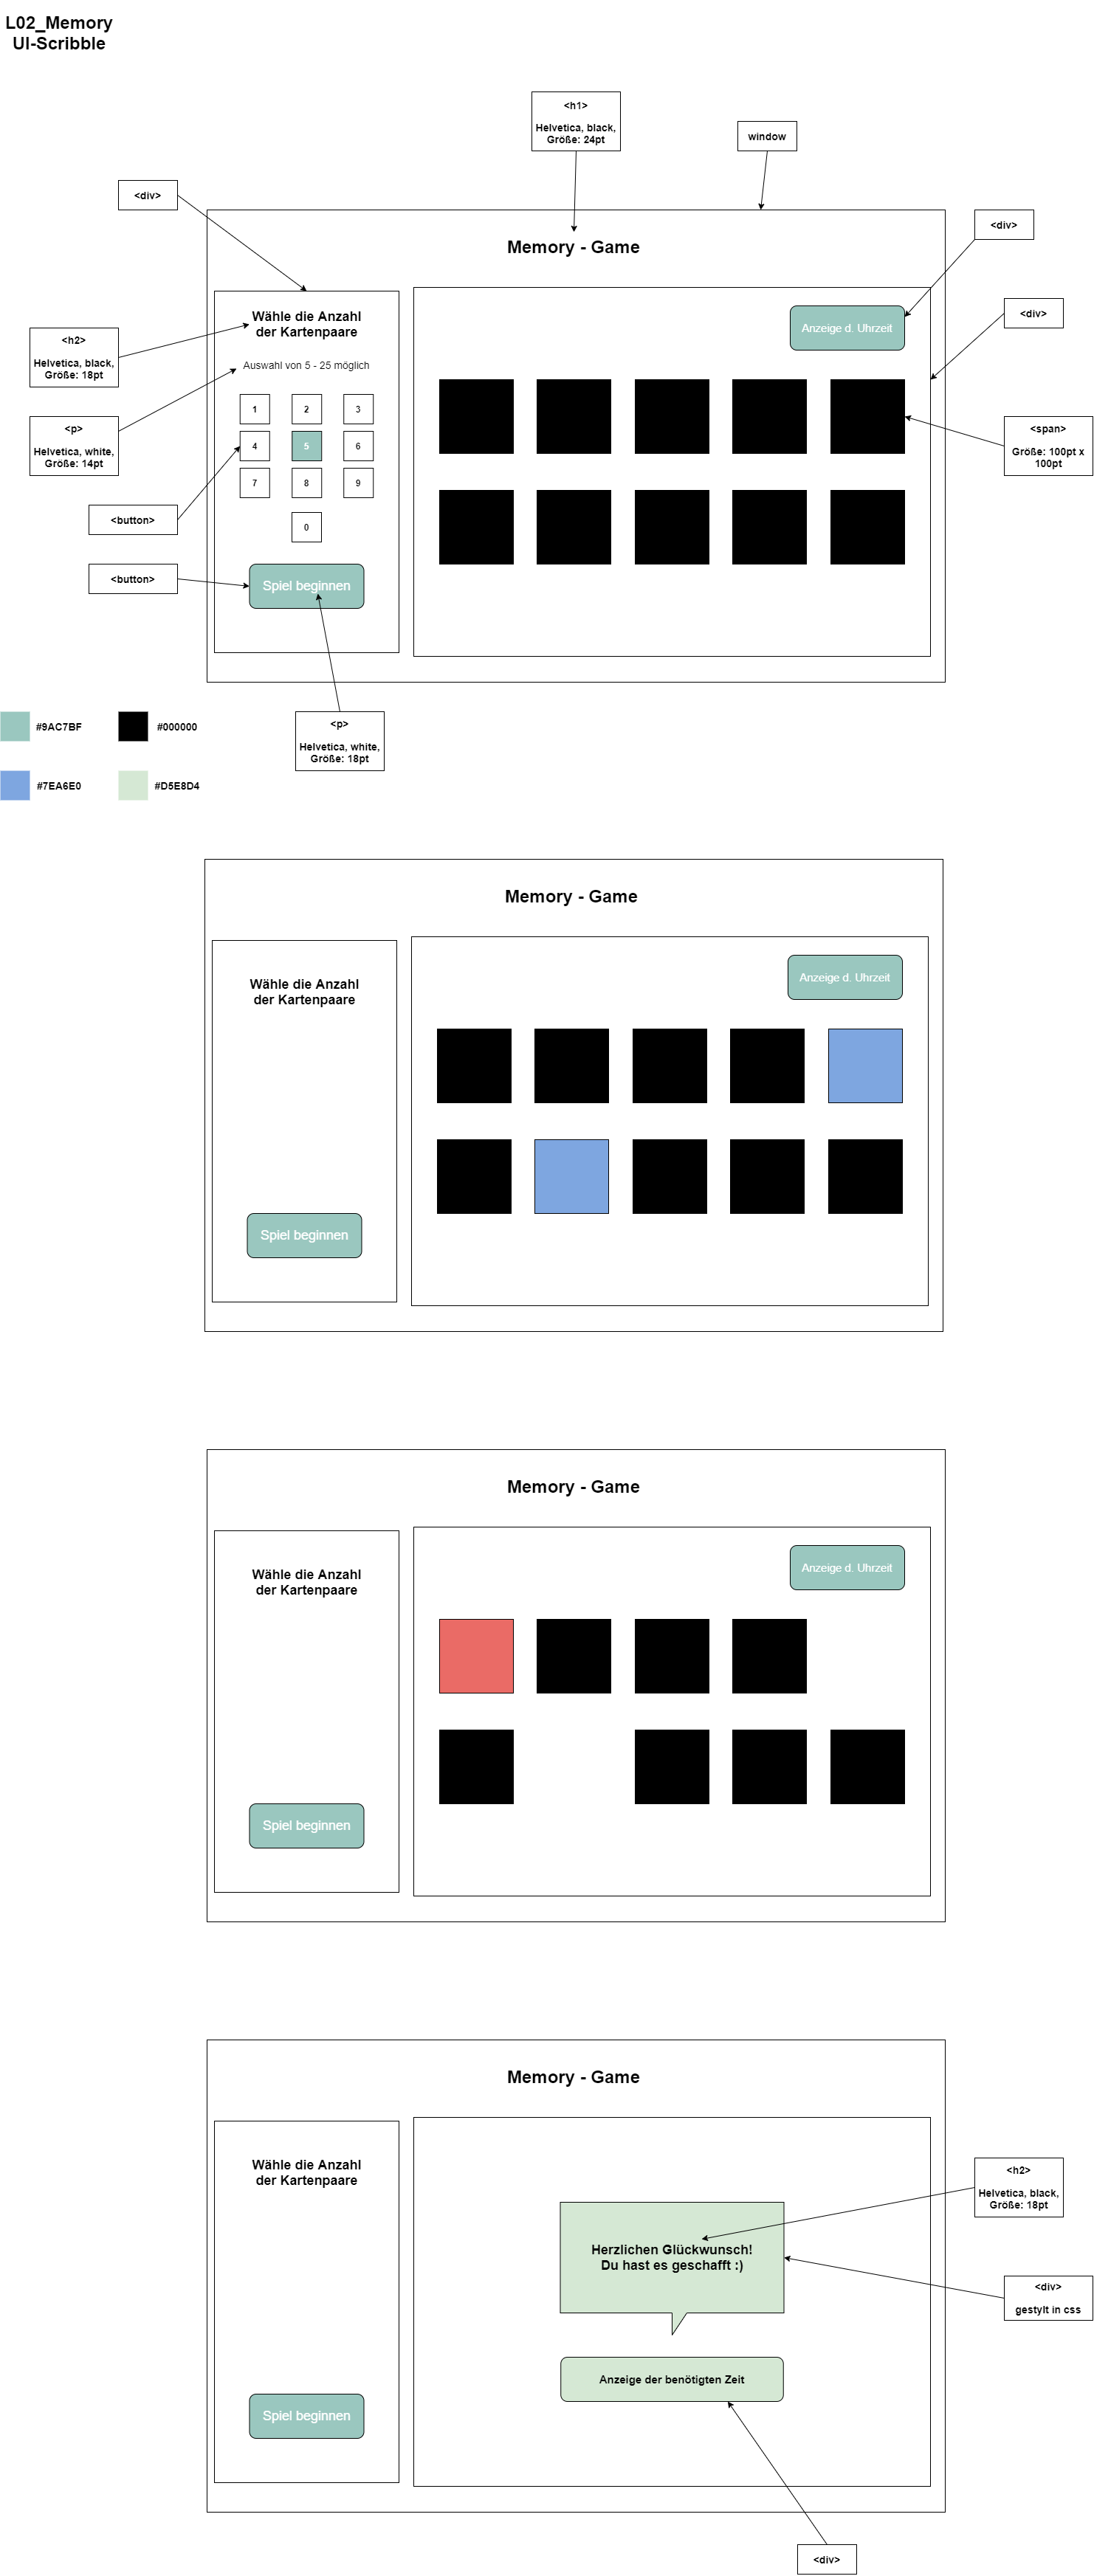 L02_Memory
UI-Scribble
<h1>
Helvetica, black,
Größe: 24pt
window
<div>
<div>
Memory - Game
<div>
Wähle die Anzahl
der Kartenpaare
Anzeige d. Uhrzeit
<h2>
Helvetica, black,
Größe: 18pt
Auswahl von 5 - 25 möglich
1
2
3
<p>
Helvetica, white,
Größe: 14pt
4
5
6
<span>
Größe: 100pt x
100pt
7
8
9
<button>
0
<button>
Spiel beginnen
#9AC7BF
#000000
<p>
Helvetica, white,
Größe: 18pt
#7EA6E0
#D5E8D4
Memory - Game
Wähle die Anzahl
der Kartenpaare
Anzeige d. Uhrzeit
Spiel beginnen
Memory - Game
Wähle die Anzahl
der Kartenpaare
Anzeige d. Uhrzeit
Spiel beginnen
Memory - Game
Wähle die Anzahl
der Kartenpaare
<h2>
Helvetica, black,
Größe: 18pt
Herzlichen Glückwunsch!
Du hast es geschafft :)
<div>
gestylt in css
Anzeige der benötigten Zeit
Spiel beginnen
<div>